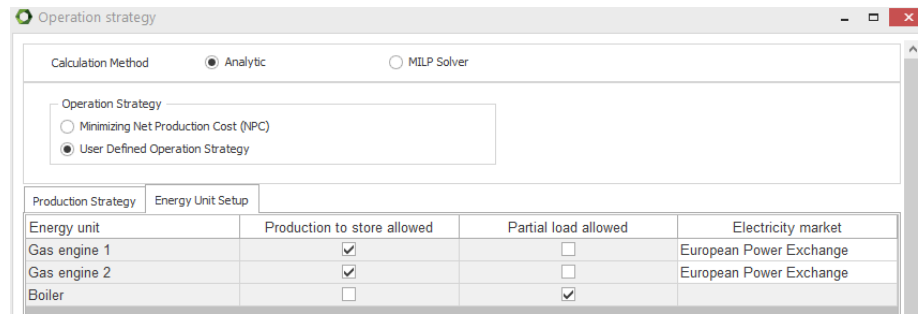 Operation strategy
Calculation Method Analytic MILP Solver
Operation Strategy
Minimizing Net Production Cost (NPC)
User Defined Operation Strategy
Production Strategy Energy Unit Setup
Energy unit Production to store allowed Partial load allowed Electricity market
Gas engine 1 European Power Exchange
Gas engine 2 European Power Exchange
Boiler